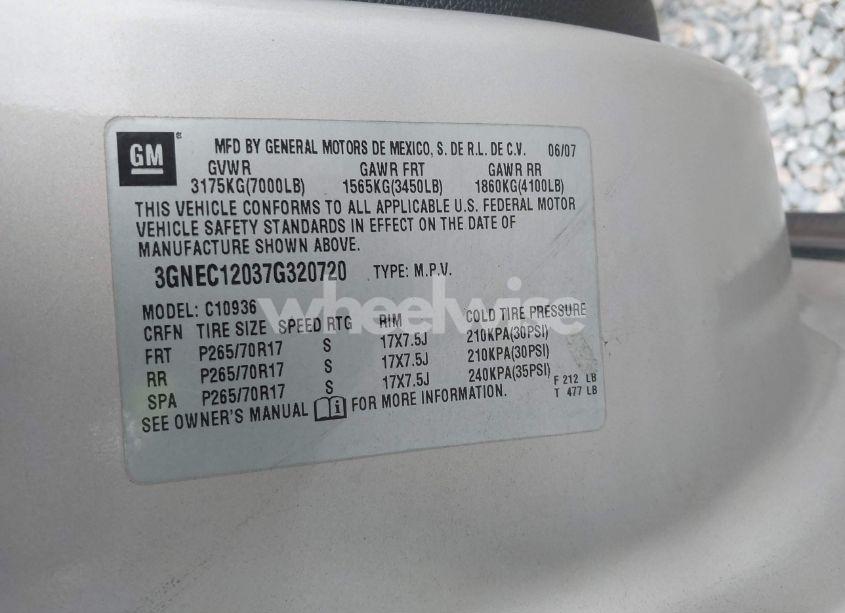 GM
MFD BY GENERAL MOTORS DE MEXICO, S. DE R.L. DE C.V. 06/07
GVWR GAWR FRT GAWR RR
3175KG(7000LB) 1565KG(3450LB) 1860KG(4100LB)
THIS VEHICLE CONFORMS TO ALL APPLICABLE U.S. FEDERAL MOTOR
VEHICLE SAFETY STANDARDS IN EFFECT ON THE DATE OF
MANUFACTURE SHOWN ABOVE.
3GNEC12037G320720 TYPE: M.P.V.
wheelwise
MODEL: C10936
CRFN TIRE SIZE SPEED RTG RIM COLD TIRE PRESSURE
FRT P265/70R17 S 17X7.5J 210KPA(30PSI)
RR P265/70R17 S 17X7.5J 210KPA(30PSI)
SPA P265/70R17 S 17X7.5J 240KPA(35PSI)
SEE OWNER'S MANUAL i FOR MORE INFORMATION.
F 212 LB
T 477 LB